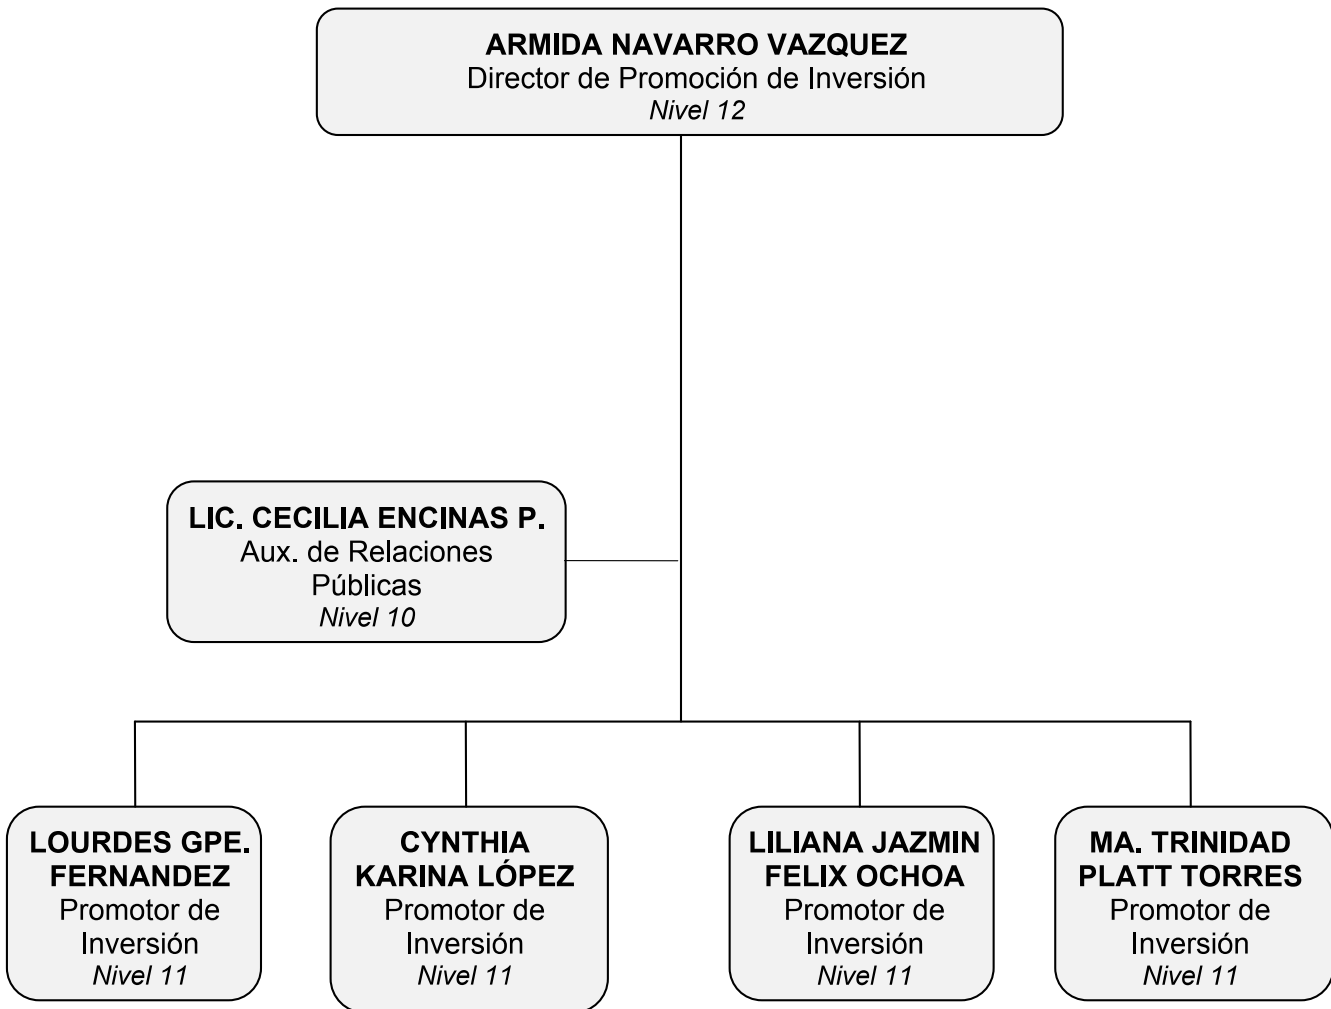 ARMIDA NAVARRO VAZQUEZ
Director de Promoción de Inversión
Nivel 12
LIC. CECILIA ENCINAS P.
Aux. de Relaciones
Públicas
Nivel 10
LOURDES GPE.
FERNANDEZ
Promotor de
Inversión
Nivel 11
CYNTHIA
KARINA LÓPEZ
Promotor de
Inversión
Nivel 11
LILIANA JAZMIN
FELIX OCHOA
Promotor de
Inversión
Nivel 11
MA. TRINIDAD
PLATT TORRES
Promotor de
Inversión
Nivel 11